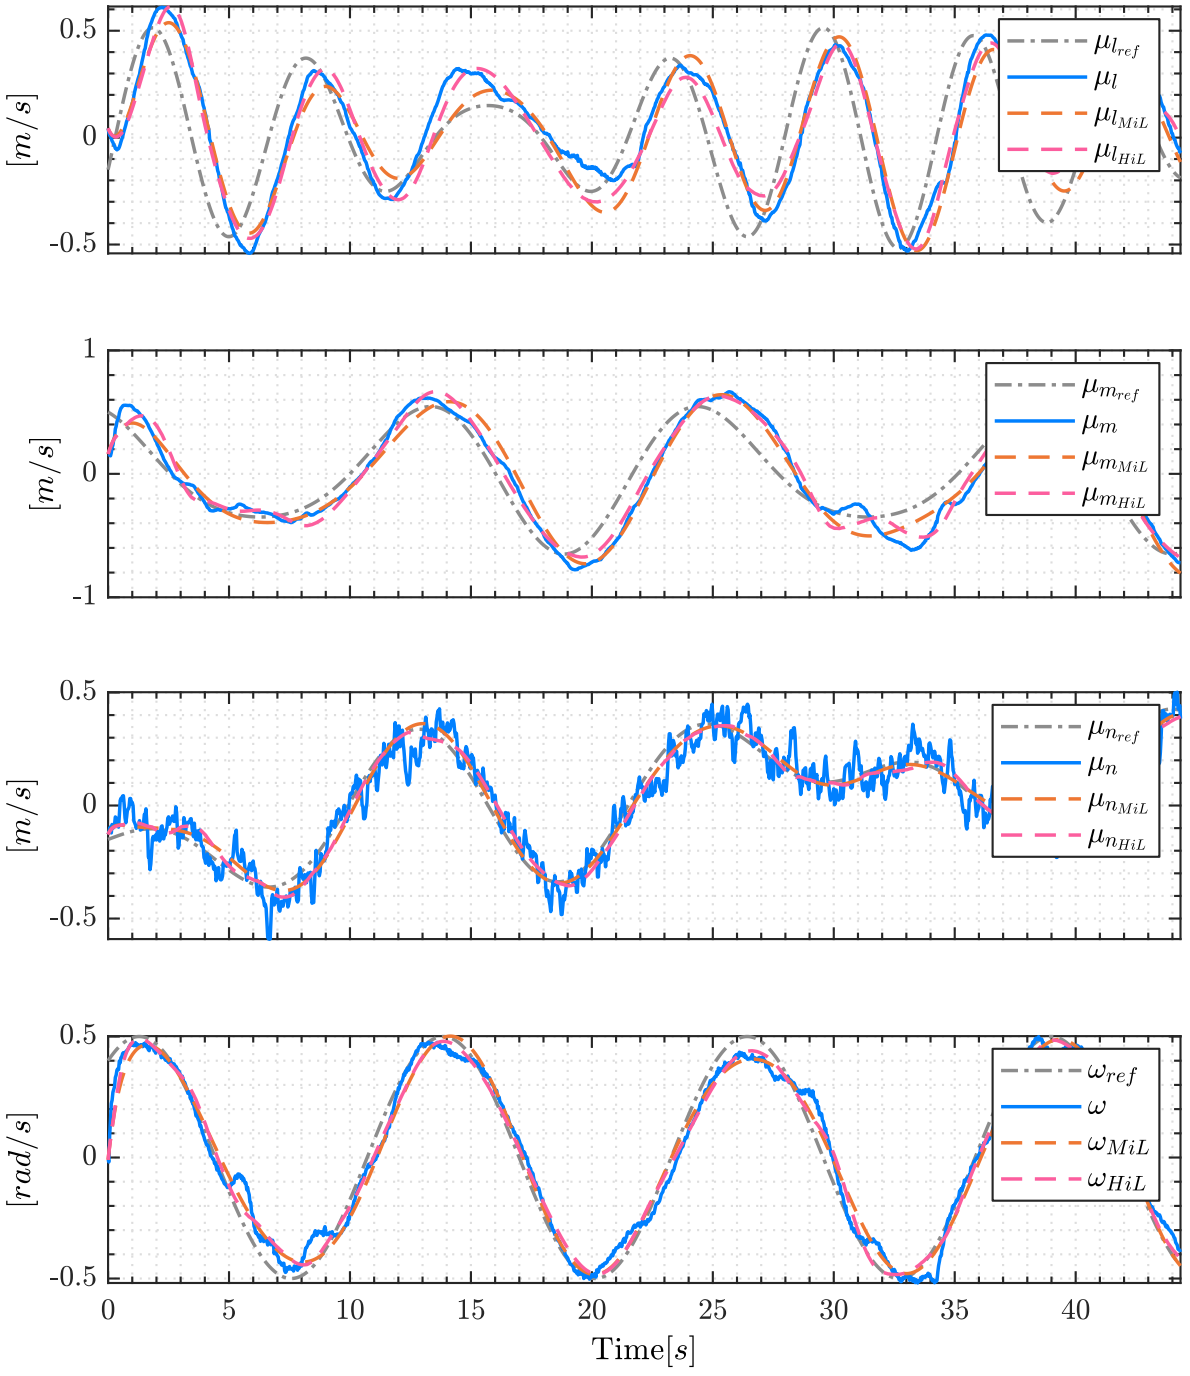 0.5
0
-0.5
[m/s]
μ_{l_{ref}}
μ_l
μ_{l_{MiL}}
μ_{l_{HiL}}
1
0
-1
[m/s]
μ_{m_{ref}}
μ_m
μ_{m_{MiL}}
μ_{m_{HiL}}
0.5
0
-0.5
[m/s]
μ_{n_{ref}}
μ_n
μ_{n_{MiL}}
μ_{n_{HiL}}
0.5
0
-0.5
[rad/s]
ω_{ref}
ω
ω_{MiL}
ω_{HiL}
0 5 10 15 20 25 30 35 40
Time[s]